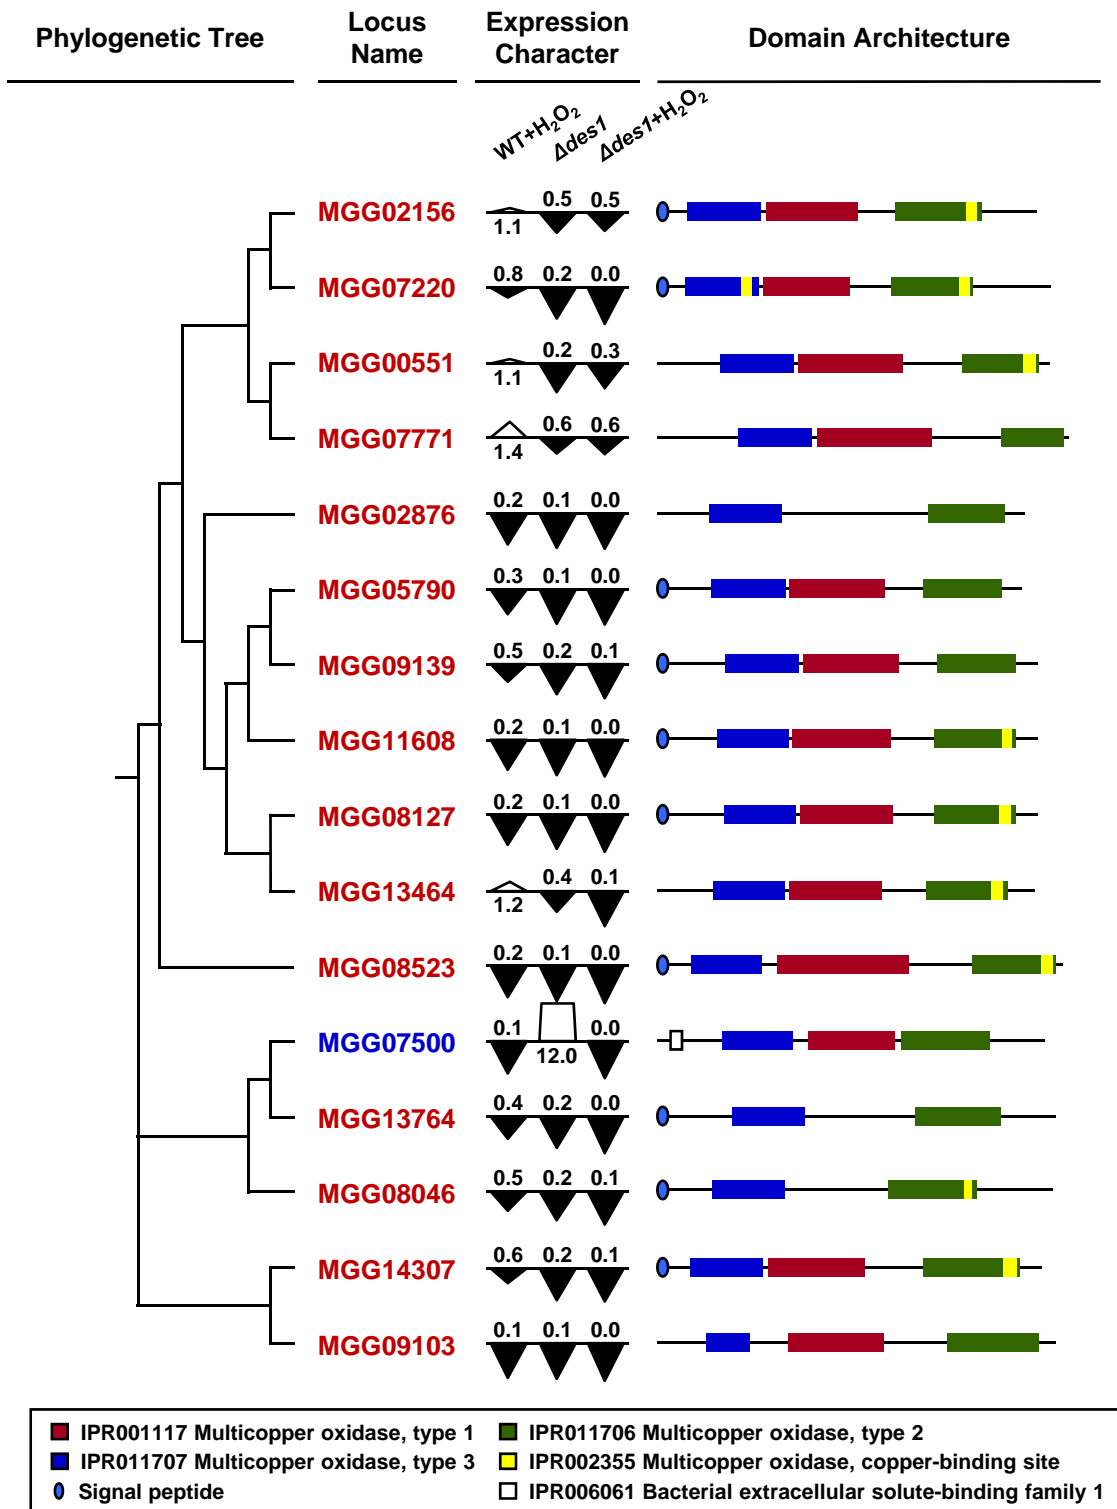 Phylogenetic Tree
Locus Name
Expression Character
Domain Architecture
WT+H₂O₂
Δdes1
Δdes1+H₂O₂
MGG02156 1.1 0.5 0.5
MGG07220 0.8 0.2 0.0
MGG00551 1.1 0.2 0.3
MGG07771 1.4 0.6 0.6
MGG02876 0.2 0.1 0.0
MGG05790 0.3 0.1 0.0
MGG09139 0.5 0.2 0.1
MGG11608 0.2 0.1 0.0
MGG08127 0.2 0.1 0.0
MGG13464 1.2 0.4 0.1
MGG08523 0.2 0.1 0.0
MGG07500 0.1 12.0 0.0
MGG13764 0.4 0.2 0.0
MGG08046 0.5 0.2 0.1
MGG14307 0.6 0.2 0.1
MGG09103 0.1 0.1 0.0
IPR001117 Multicopper oxidase, type 1
IPR011706 Multicopper oxidase, type 2
IPR011707 Multicopper oxidase, type 3
IPR002355 Multicopper oxidase, copper-binding site
Signal peptide
IPR006061 Bacterial extracellular solute-binding family 1